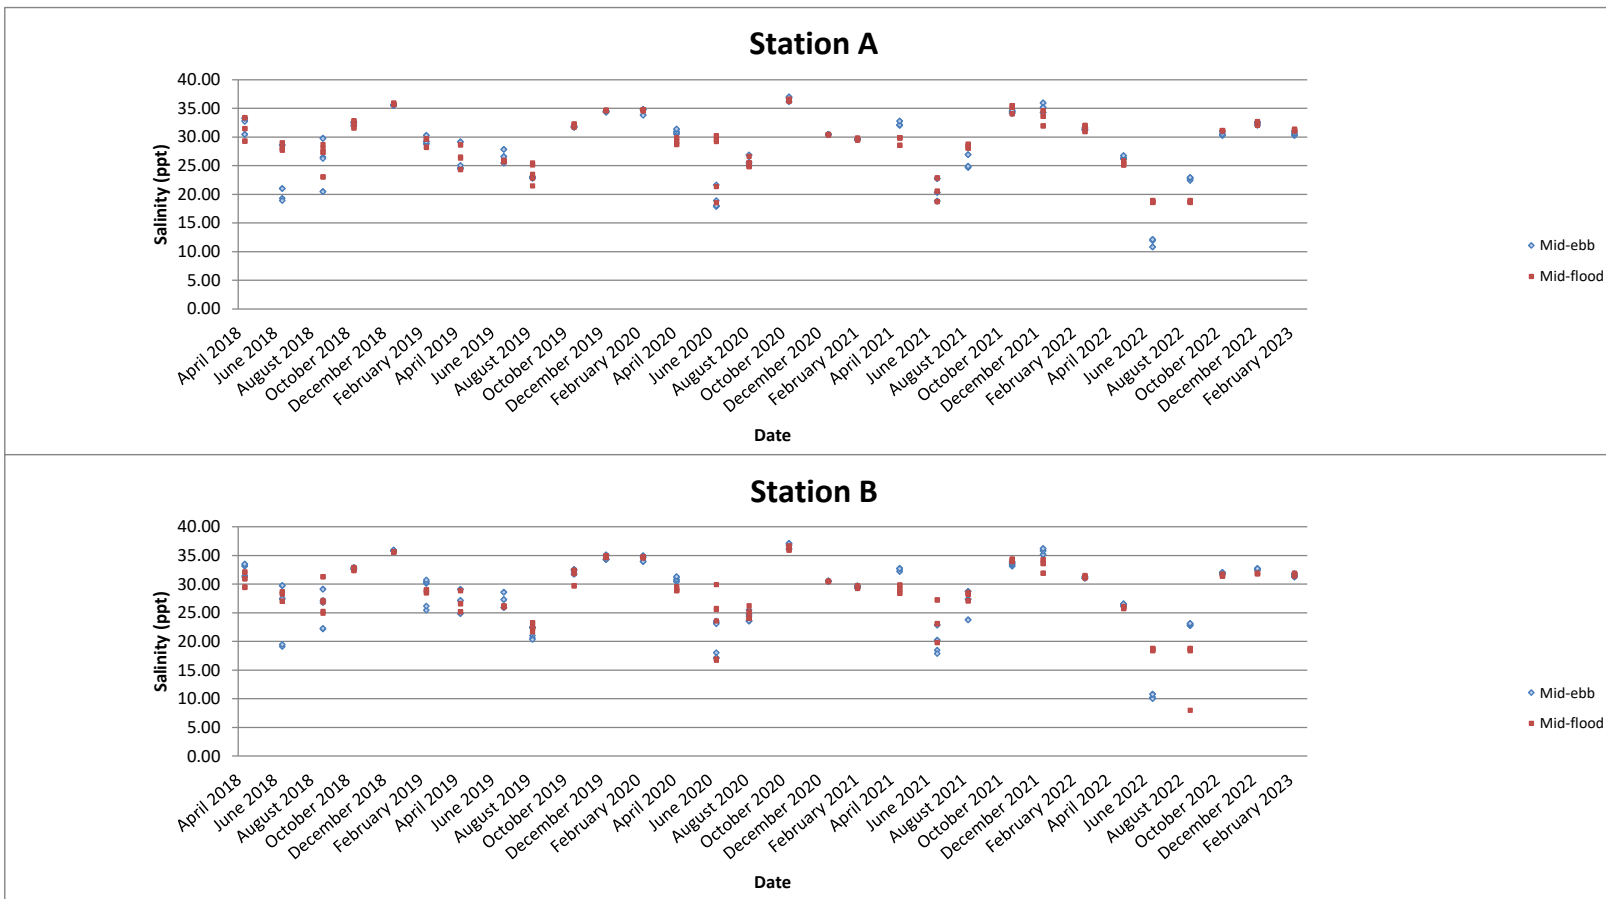 Station A
40.00
35.00
30.00
25.00
20.00
15.00
10.00
5.00
0.00
Salinity (ppt)
April 2018
June 2018
August 2018
October 2018
December 2018
February 2019
April 2019
June 2019
August 2019
October 2019
December 2019
February 2020
April 2020
June 2020
August 2020
October 2020
December 2020
February 2021
April 2021
June 2021
August 2021
October 2021
December 2021
February 2022
April 2022
June 2022
August 2022
October 2022
December 2022
February 2023
Date
Mid-ebb
Mid-flood
Station B
40.00
35.00
30.00
25.00
20.00
15.00
10.00
5.00
0.00
Salinity (ppt)
April 2018
June 2018
August 2018
October 2018
December 2018
February 2019
April 2019
June 2019
August 2019
October 2019
December 2019
February 2020
April 2020
June 2020
August 2020
October 2020
December 2020
February 2021
April 2021
June 2021
August 2021
October 2021
December 2021
February 2022
April 2022
June 2022
August 2022
October 2022
December 2022
February 2023
Date
Mid-ebb
Mid-flood